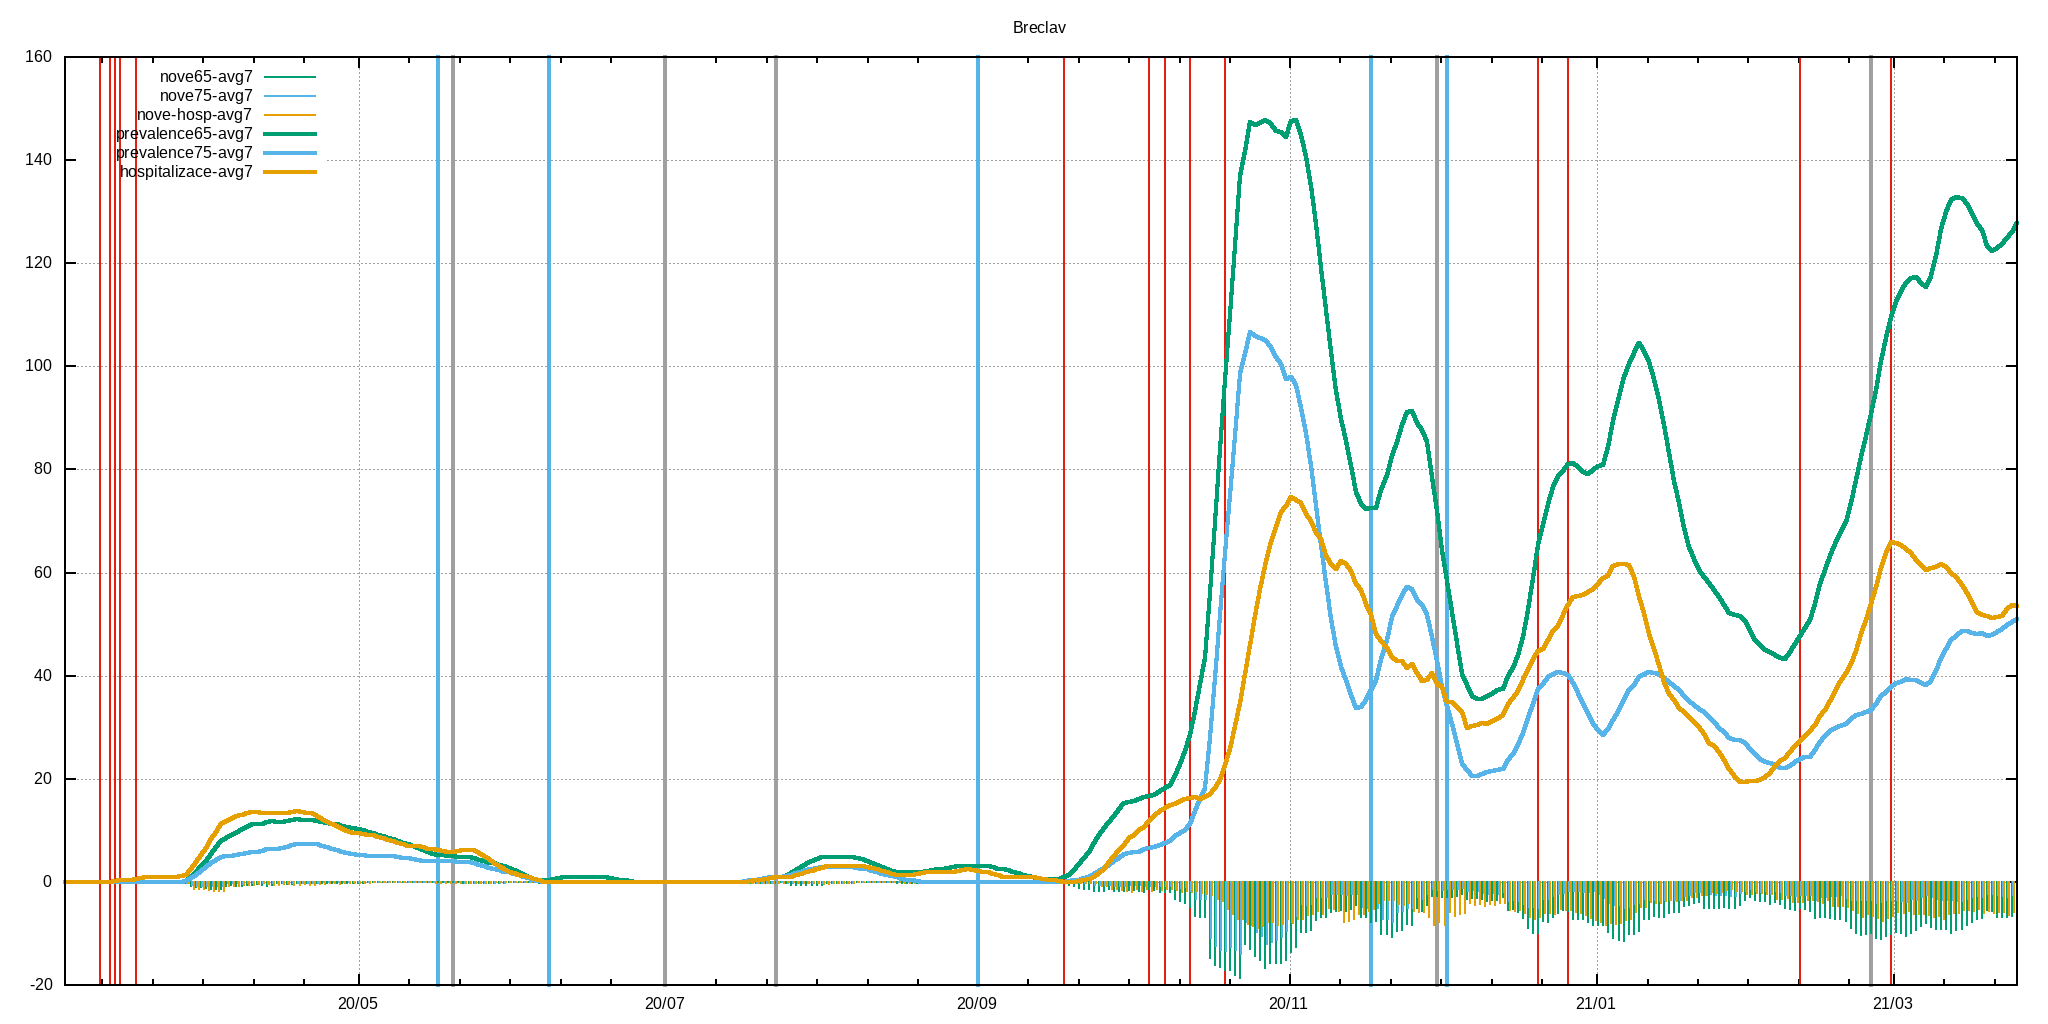 Breclav
160
140
120
100
80
60
40
20
0
-20
nove65-avg7
nove75-avg7
nove-hosp-avg7
prevalence65-avg7
prevalence75-avg7
hospitalizace-avg7
20/05
20/07
20/09
20/11
21/01
21/03